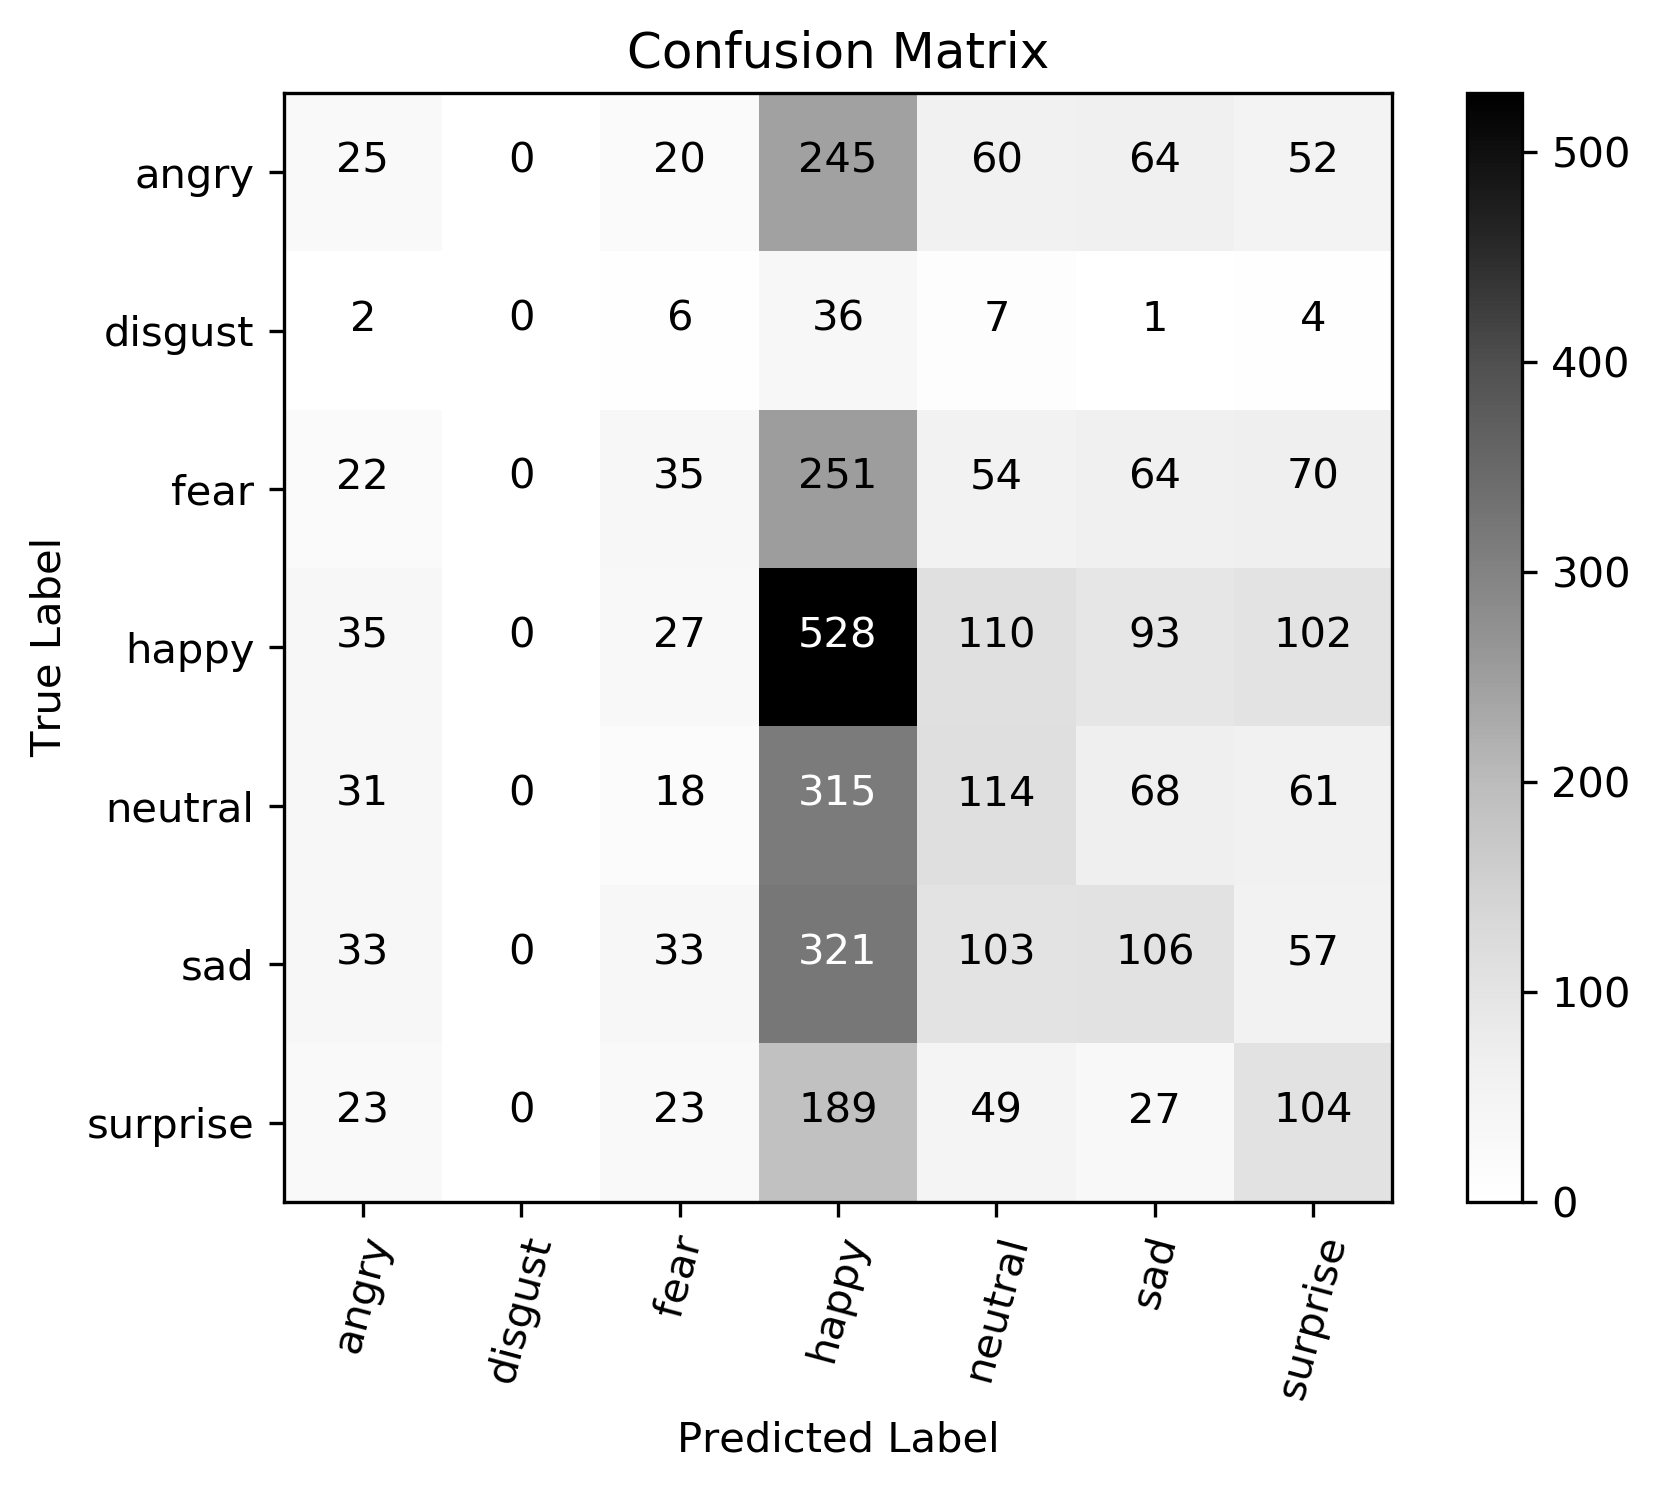 Confusion Matrix
angry 25 0 20 245 60 64 52
disgust 2 0 6 36 7 1 4
fear 22 0 35 251 54 64 70
happy 35 0 27 528 110 93 102
neutral 31 0 18 315 114 68 61
sad 33 0 33 321 103 106 57
surprise 23 0 23 189 49 27 104
True Label
angry disgust fear happy neutral sad surprise
Predicted Label
500
400
300
200
100
0